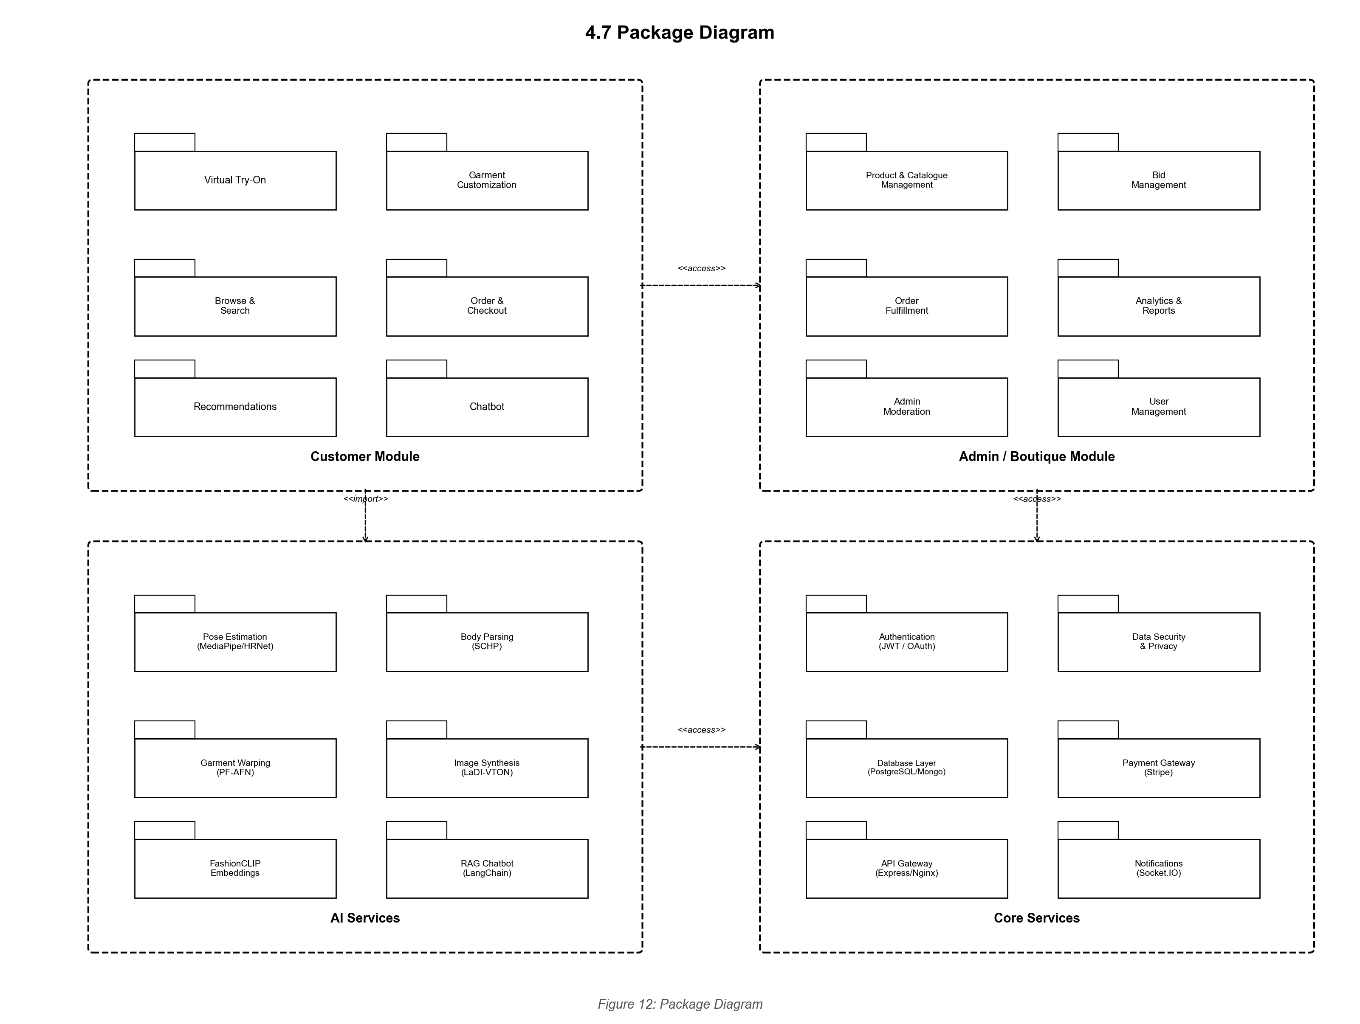 4.7 Package Diagram
Virtual Try-On
Garment
Customization
Browse &
Search
Order &
Checkout
Recommendations
Chatbot
Customer Module
<<access>>
Product & Catalogue
Management
Bid
Management
Order
Fulfillment
Analytics &
Reports
Admin
Moderation
User
Management
Admin / Boutique Module
<<import>>
<<access>>
Pose Estimation
(MediaPipe/HRNet)
Body Parsing
(SCHP)
Garment Warping
(PF-AFN)
Image Synthesis
(LaDI-VTON)
FashionCLIP
Embeddings
RAG Chatbot
(LangChain)
AI Services
<<access>>
Authentication
(JWT / OAuth)
Data Security
& Privacy
Database Layer
(PostgreSQL/Mongo)
Payment Gateway
(Stripe)
API Gateway
(Express/Nginx)
Notifications
(Socket.IO)
Core Services
Figure 12: Package Diagram